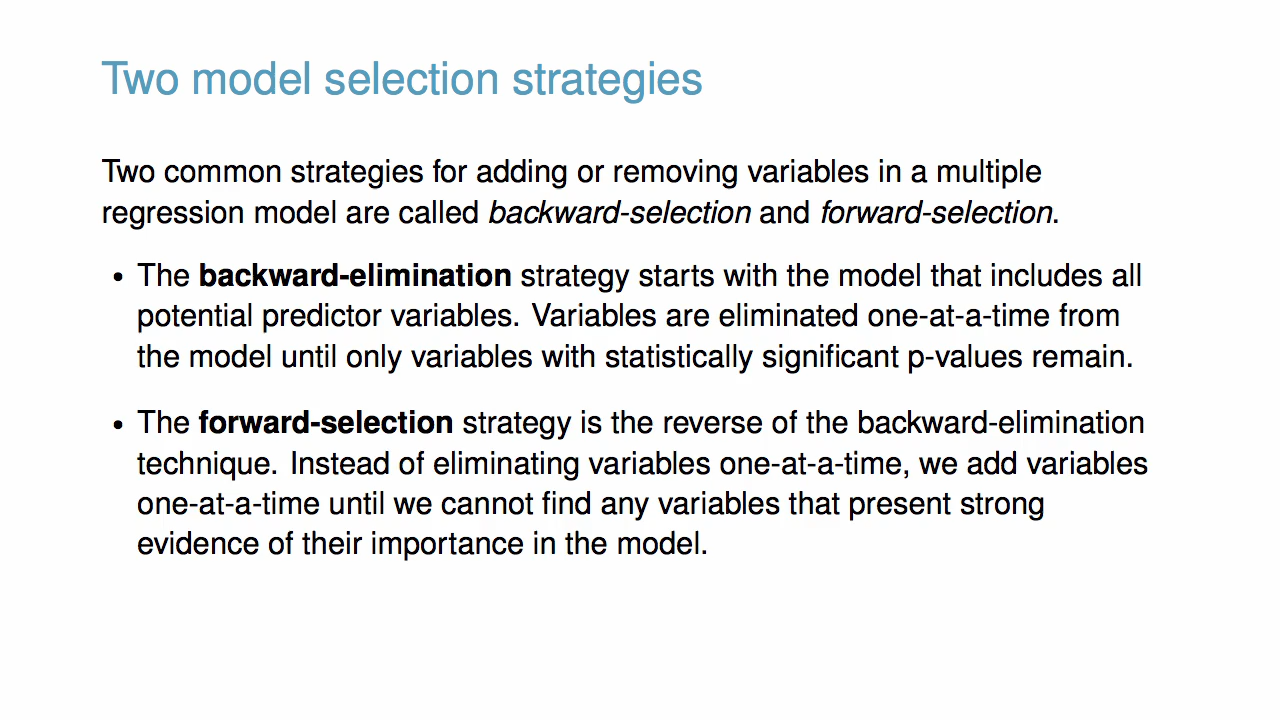 Two model selection strategies
Two common strategies for adding or removing variables in a multiple
regression model are called backward-selection and forward-selection.
• The backward-elimination strategy starts with the model that includes all
potential predictor variables. Variables are eliminated one-at-a-time from
the model until only variables with statistically significant p-values remain.
• The forward-selection strategy is the reverse of the backward-elimination
technique. Instead of eliminating variables one-at-a-time, we add variables
one-at-a-time until we cannot find any variables that present strong
evidence of their importance in the model.